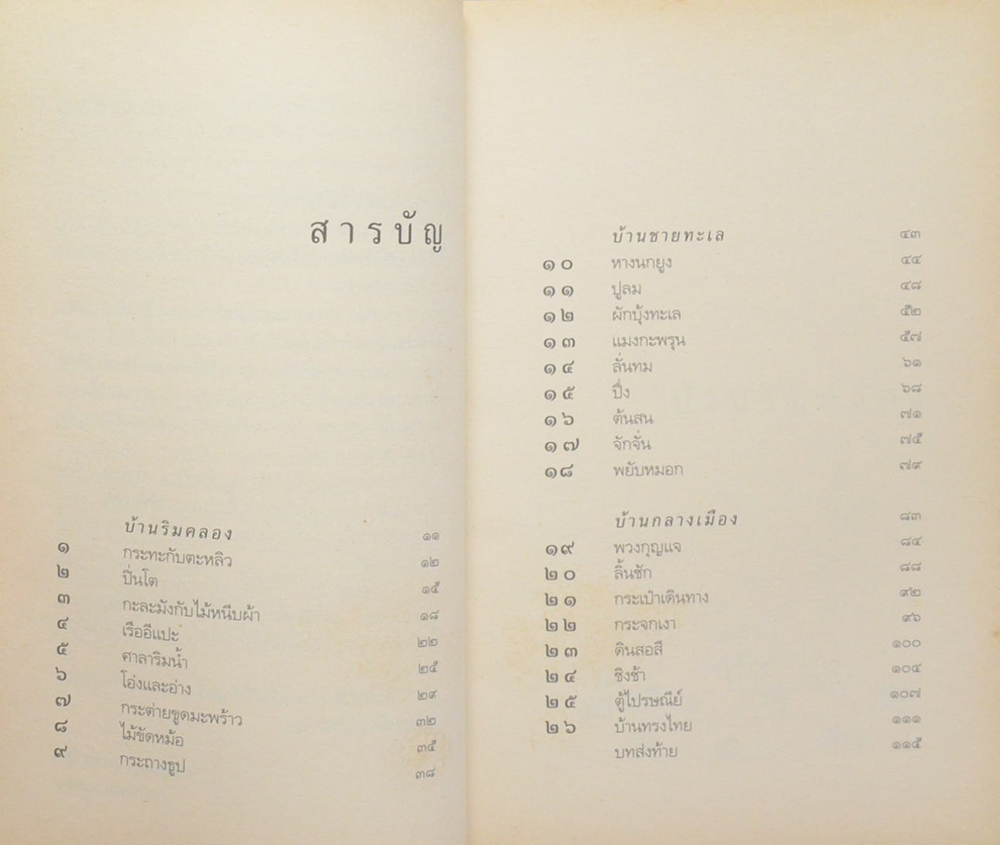 สารบัญ
บ้านริมคลอง ๑๑
๑ กระทะกับตะหลิว ๑๒
๒ ปิ่นโต ๑๕
๓ กะละมังกับไม้หนีบผ้า ๑๘
๔ เรืออีแปะ ๒๒
๕ ศาลาริมน้ำ ๒๕
๖ โอ่งและอ่าง ๒๙
๗ กระต่ายขูดมะพร้าว ๓๒
๘ ไม้ขัดหม้อ ๓๕
๙ กระถางธูป ๓๘
บ้านชายทะเล ๔๓
๑๐ หางนกยูง ๔๔
๑๑ ปูลม ๔๘
๑๒ ผักบุ้งทะเล ๕๒
๑๓ แมงกะพรุน ๕๗
๑๔ ลั่นทม ๖๑
๑๕ ปิ้ง ๖๘
๑๖ ต้นสน ๗๑
๑๗ จักจั่น ๗๕
๑๘ พยับหมอก ๗๙
บ้านกลางเมือง ๘๓
๑๙ พวงกุญแจ ๘๔
๒๐ ลิ้นชัก ๘๘
๒๑ กระเป๋าเดินทาง ๙๒
๒๒ กระจกเงา ๙๖
๒๓ ดินสอสี ๑๐๐
๒๔ ชิงช้า ๑๐๔
๒๕ ตู้ไปรษณีย์ ๑๐๗
๒๖ บ้านทรงไทย ๑๑๑
บทส่งท้าย ๑๑๕